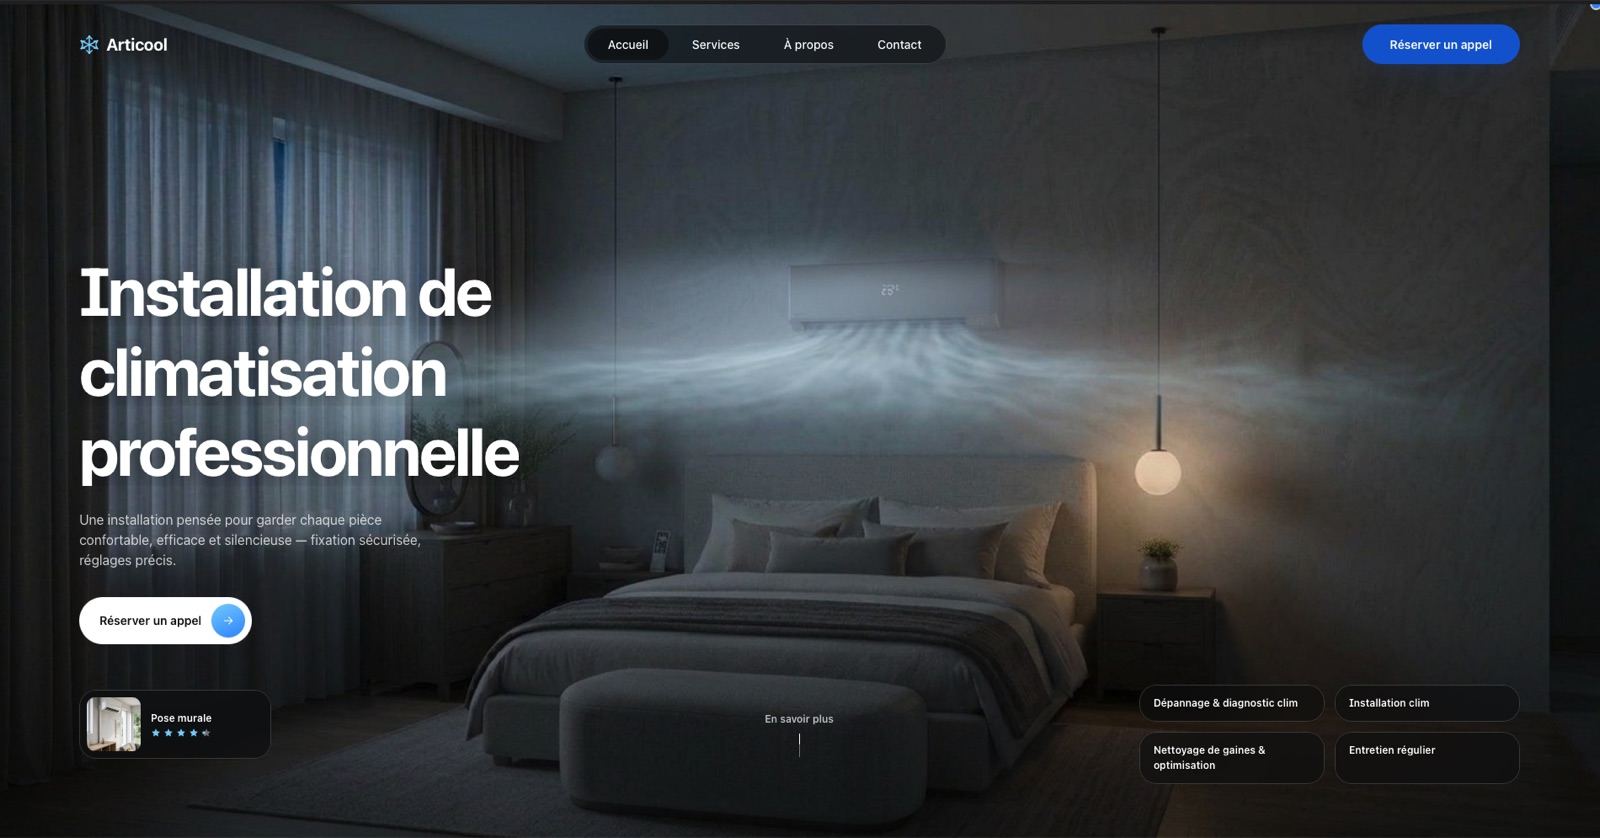 Articool
Accueil
Services
À propos
Contact
Réserver un appel
Installation de
climatisation
professionnelle
Une installation pensée pour garder chaque pièce
confortable, efficace et silencieuse — fixation sécurisée,
réglages précis.
Réserver un appel
Pose murale
En savoir plus
Dépannage & diagnostic clim
Installation clim
Nettoyage de gaines &
optimisation
Entretien régulier